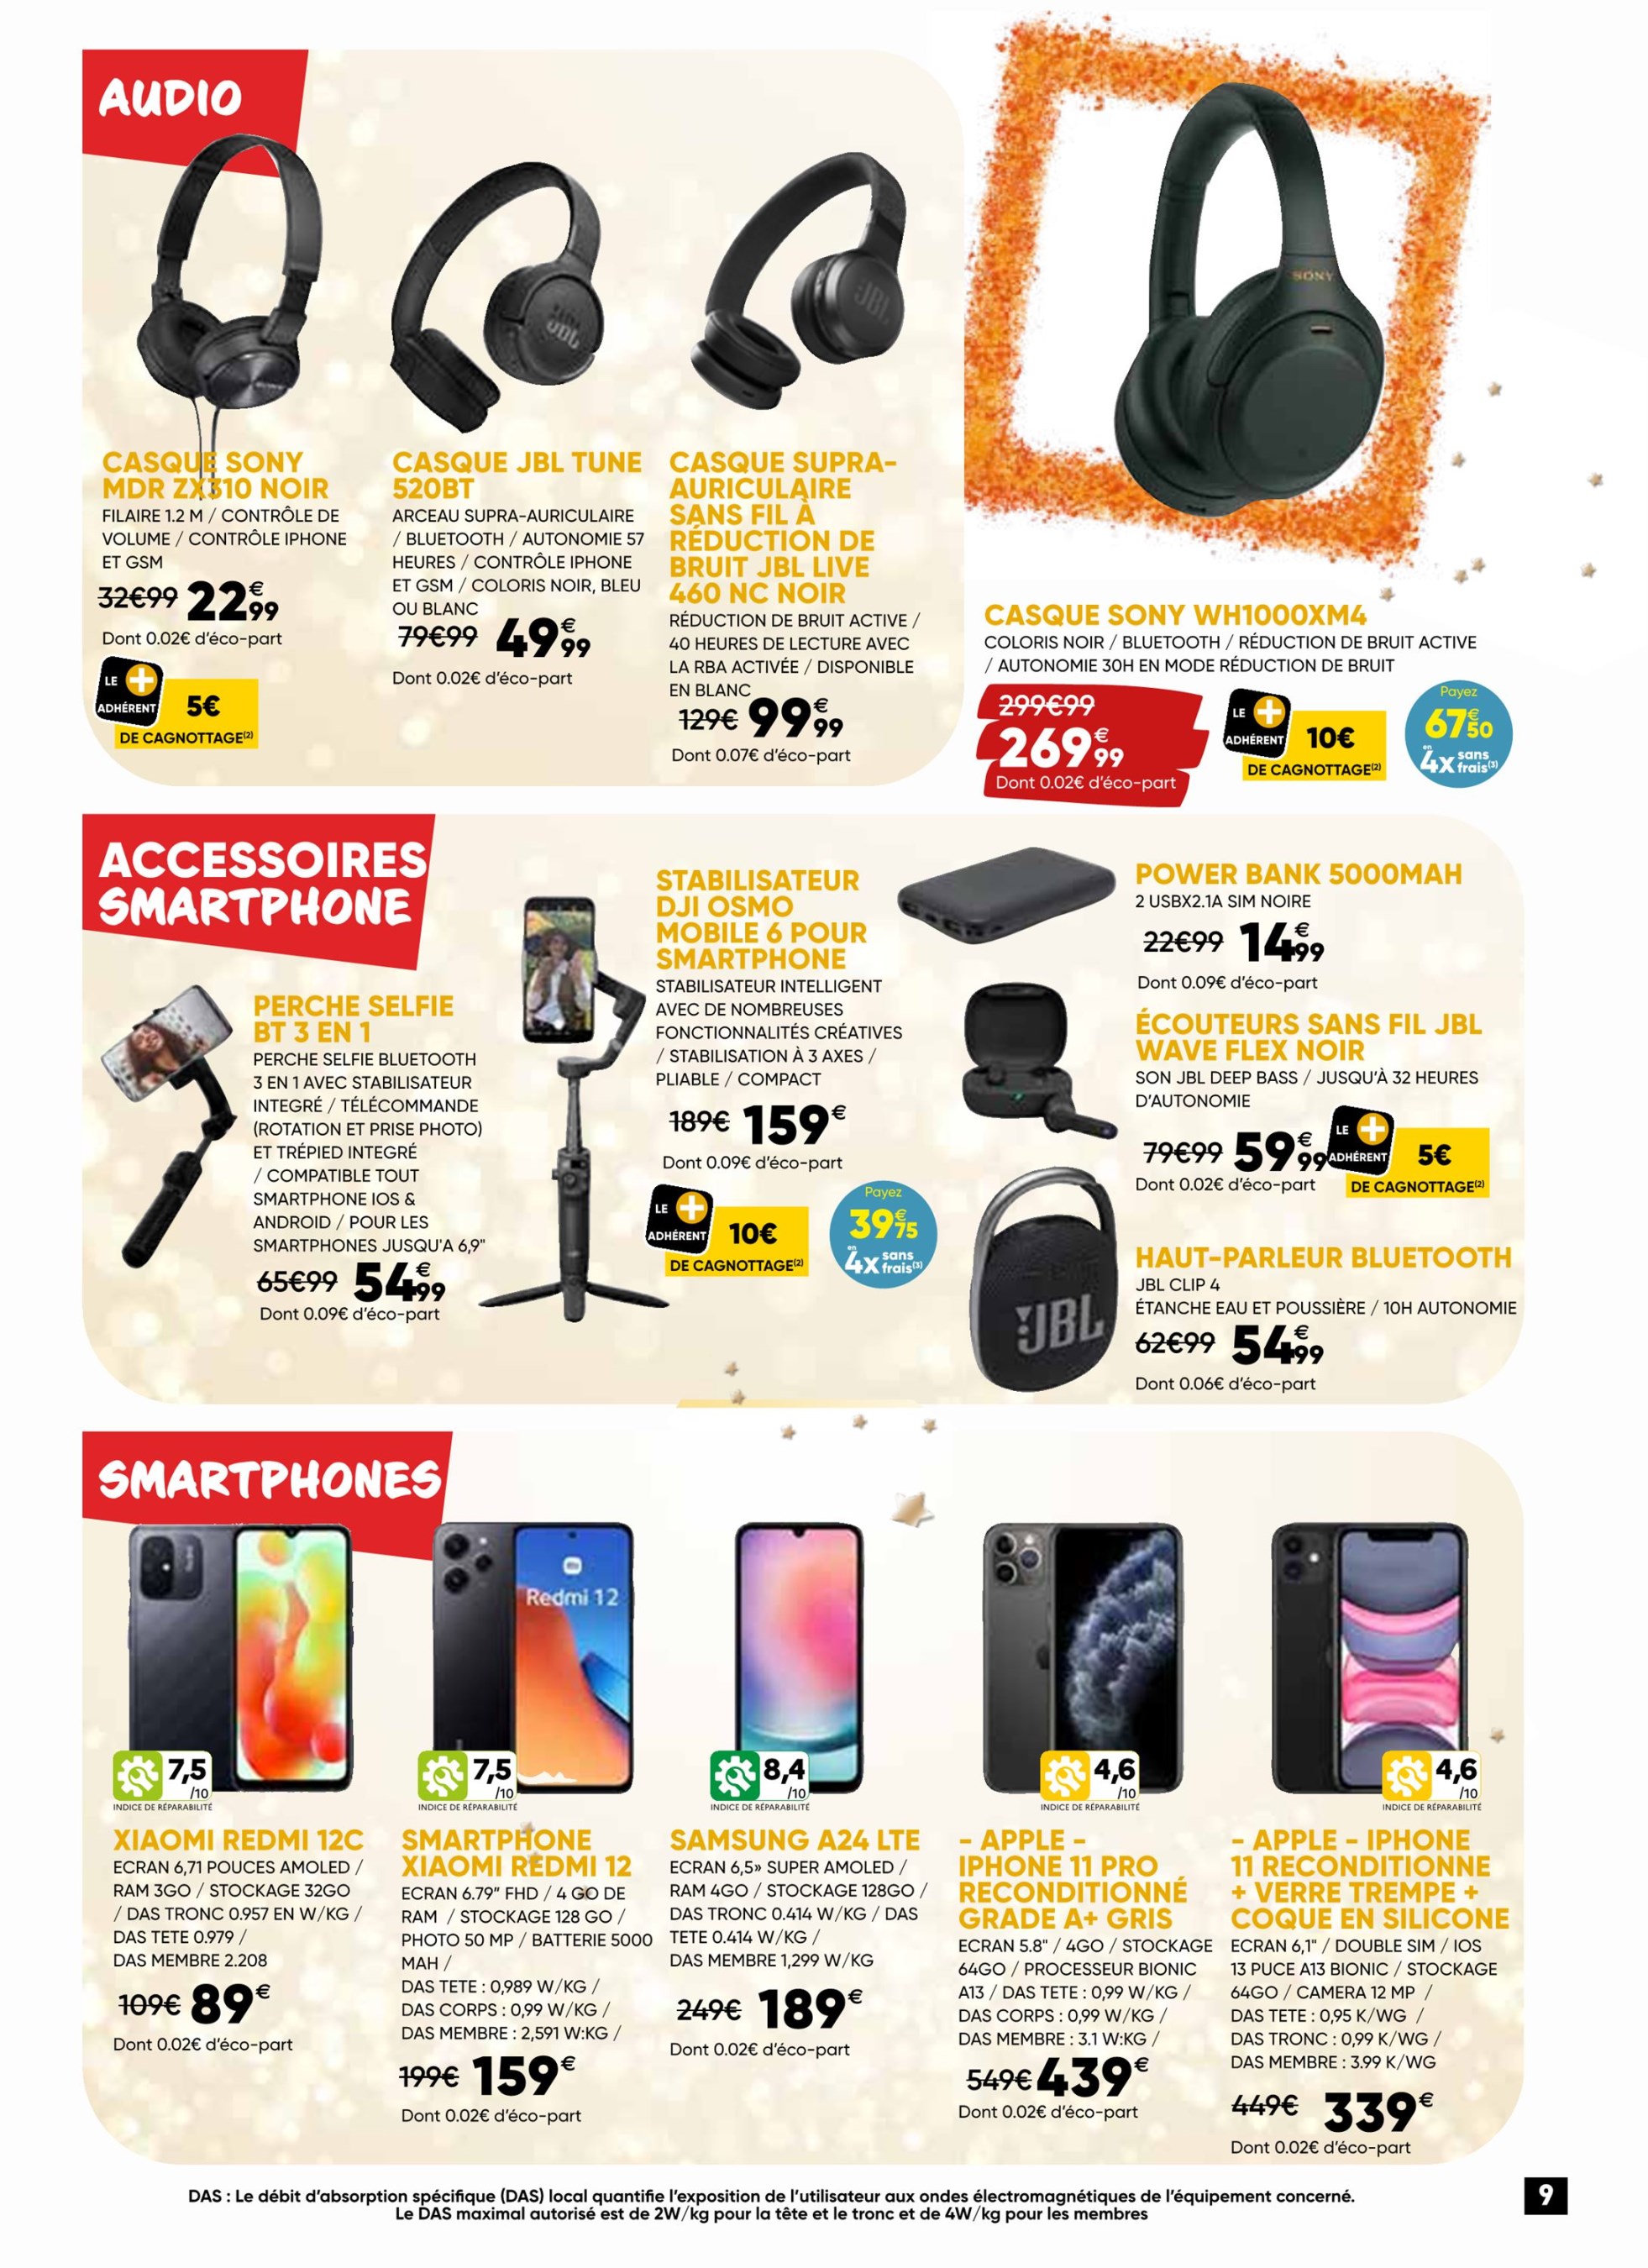 AUDIO
SONY
JBL
JBL
SONY
CASQUE SONY
MDR ZX310 NOIR
FILAIRE 1.2 M / CONTRÔLE DE
VOLUME / CONTRÔLE IPHONE
ET GSM
32€99 22€99
Dont 0.02€ d'éco-part
LE +
ADHÉRENT
5€
DE CAGNOTTAGE(2)
CASQUE JBL TUNE
520BT
ARCEAU SUPRA-AURICULAIRE
/ BLUETOOTH / AUTONOMIE 57
HEURES / CONTRÔLE IPHONE
ET GSM / COLORIS NOIR, BLEU
OU BLANC
79€99 49€99
Dont 0.02€ d'éco-part
CASQUE SUPRA-
AURICULAIRE
SANS FIL À
RÉDUCTION DE
BRUIT JBL LIVE
460 NC NOIR
RÉDUCTION DE BRUIT ACTIVE /
40 HEURES DE LECTURE AVEC
LA RBA ACTIVÉE / DISPONIBLE
EN BLANC
129€ 99€99
Dont 0.07€ d'éco-part
CASQUE SONY WH1000XM4
COLORIS NOIR / BLUETOOTH / RÉDUCTION DE BRUIT ACTIVE
/ AUTONOMIE 30H EN MODE RÉDUCTION DE BRUIT
299€99
269€99
Dont 0.02€ d'éco-part
LE +
ADHÉRENT
10€
DE CAGNOTTAGE(2)
Payez
67€50
en 4x sans frais(3)
ACCESSOIRES
SMARTPHONE
PERCHE SELFIE
BT 3 EN 1
PERCHE SELFIE BLUETOOTH
3 EN 1 AVEC STABILISATEUR
INTEGRÉ / TÉLÉCOMMANDE
(ROTATION ET PRISE PHOTO)
ET TRÉPIED INTEGRÉ
/ COMPATIBLE TOUT
SMARTPHONE IOS &
ANDROID / POUR LES
SMARTPHONES JUSQU'A 6,9"
65€99 54€99
Dont 0.09€ d'éco-part
STABILISATEUR
DJI OSMO
MOBILE 6 POUR
SMARTPHONE
STABILISATEUR INTELLIGENT
AVEC DE NOMBREUSES
FONCTIONNALITÉS CRÉATIVES
/ STABILISATION À 3 AXES /
PLIABLE / COMPACT
189€ 159€
Dont 0.09€ d'éco-part
LE +
ADHÉRENT
10€
DE CAGNOTTAGE(2)
Payez
39€75
en 4x sans frais(3)
POWER BANK 5000MAH
2 USBX2.1A SIM NOIRE
22€99 14€99
Dont 0.09€ d'éco-part
ÉCOUTEURS SANS FIL JBL
WAVE FLEX NOIR
SON JBL DEEP BASS / JUSQU'À 32 HEURES
D'AUTONOMIE
79€99 59€99
Dont 0.02€ d'éco-part
LE +
ADHÉRENT
5€
DE CAGNOTTAGE(2)
JBL
HAUT-PARLEUR BLUETOOTH
JBL CLIP 4
ÉTANCHE EAU ET POUSSIÈRE / 10H AUTONOMIE
62€99 54€99
Dont 0.06€ d'éco-part
SMARTPHONES
Redmi 12
7,5
/10
INDICE DE RÉPARABILITÉ
XIAOMI REDMI 12C
ECRAN 6,71 POUCES AMOLED /
RAM 3GO / STOCKAGE 32GO
/ DAS TRONC 0.957 EN W/KG /
DAS TETE 0.979 /
DAS MEMBRE 2.208
109€ 89€
Dont 0.02€ d'éco-part
7,5
/10
INDICE DE RÉPARABILITÉ
SMARTPHONE
XIAOMI REDMI 12
ECRAN 6.79" FHD / 4 GO DE
RAM / STOCKAGE 128 GO /
PHOTO 50 MP / BATTERIE 5000
MAH /
DAS TETE : 0,989 W/KG /
DAS CORPS : 0,99 W/KG /
DAS MEMBRE : 2,591 W:KG /
199€ 159€
Dont 0.02€ d'éco-part
8,4
/10
INDICE DE RÉPARABILITÉ
SAMSUNG A24 LTE
ECRAN 6,5» SUPER AMOLED /
RAM 4GO / STOCKAGE 128GO /
DAS TRONC 0.414 W/KG / DAS
TETE 0.414 W/KG /
DAS MEMBRE 1,299 W/KG
249€ 189€
Dont 0.02€ d'éco-part
4,6
/10
INDICE DE RÉPARABILITÉ
- APPLE -
IPHONE 11 PRO
RECONDITIONNÉ
GRADE A+ GRIS
ECRAN 5.8" / 4GO / STOCKAGE
64GO / PROCESSEUR BIONIC
A13 / DAS TETE : 0,99 W/KG /
DAS CORPS : 0,99 W/KG /
DAS MEMBRE : 3.1 W:KG /
549€ 439€
Dont 0.02€ d'éco-part
4,6
/10
INDICE DE RÉPARABILITÉ
- APPLE - IPHONE
11 RECONDITIONNE
+ VERRE TREMPE +
COQUE EN SILICONE
ECRAN 6,1" / DOUBLE SIM / IOS
13 PUCE A13 BIONIC / STOCKAGE
64GO / CAMERA 12 MP /
DAS TETE : 0,95 K/WG /
DAS TRONC : 0,99 K/WG /
DAS MEMBRE : 3.99 K/WG
449€ 339€
Dont 0.02€ d'éco-part
DAS : Le débit d'absorption spécifique (DAS) local quantifie l'exposition de l'utilisateur aux ondes électromagnétiques de l'équipement concerné.
Le DAS maximal autorisé est de 2W/kg pour la tête et le tronc et de 4W/kg pour les membres
9